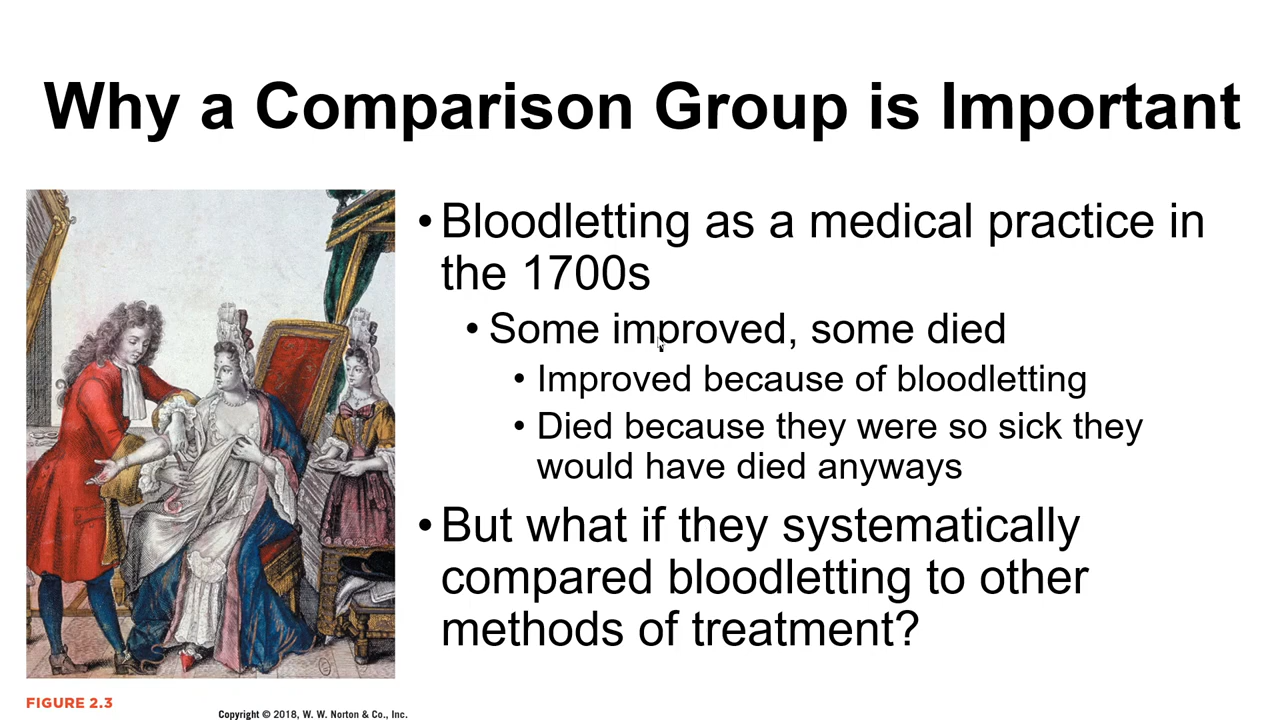 Why a Comparison Group is Important
• Bloodletting as a medical practice in
the 1700s
• Some improved, some died
• Improved because of bloodletting
• Died because they were so sick they
would have died anyways
• But what if they systematically
compared bloodletting to other
methods of treatment?
FIGURE 2.3
Copyright © 2018, W. W. Norton & Co., Inc.